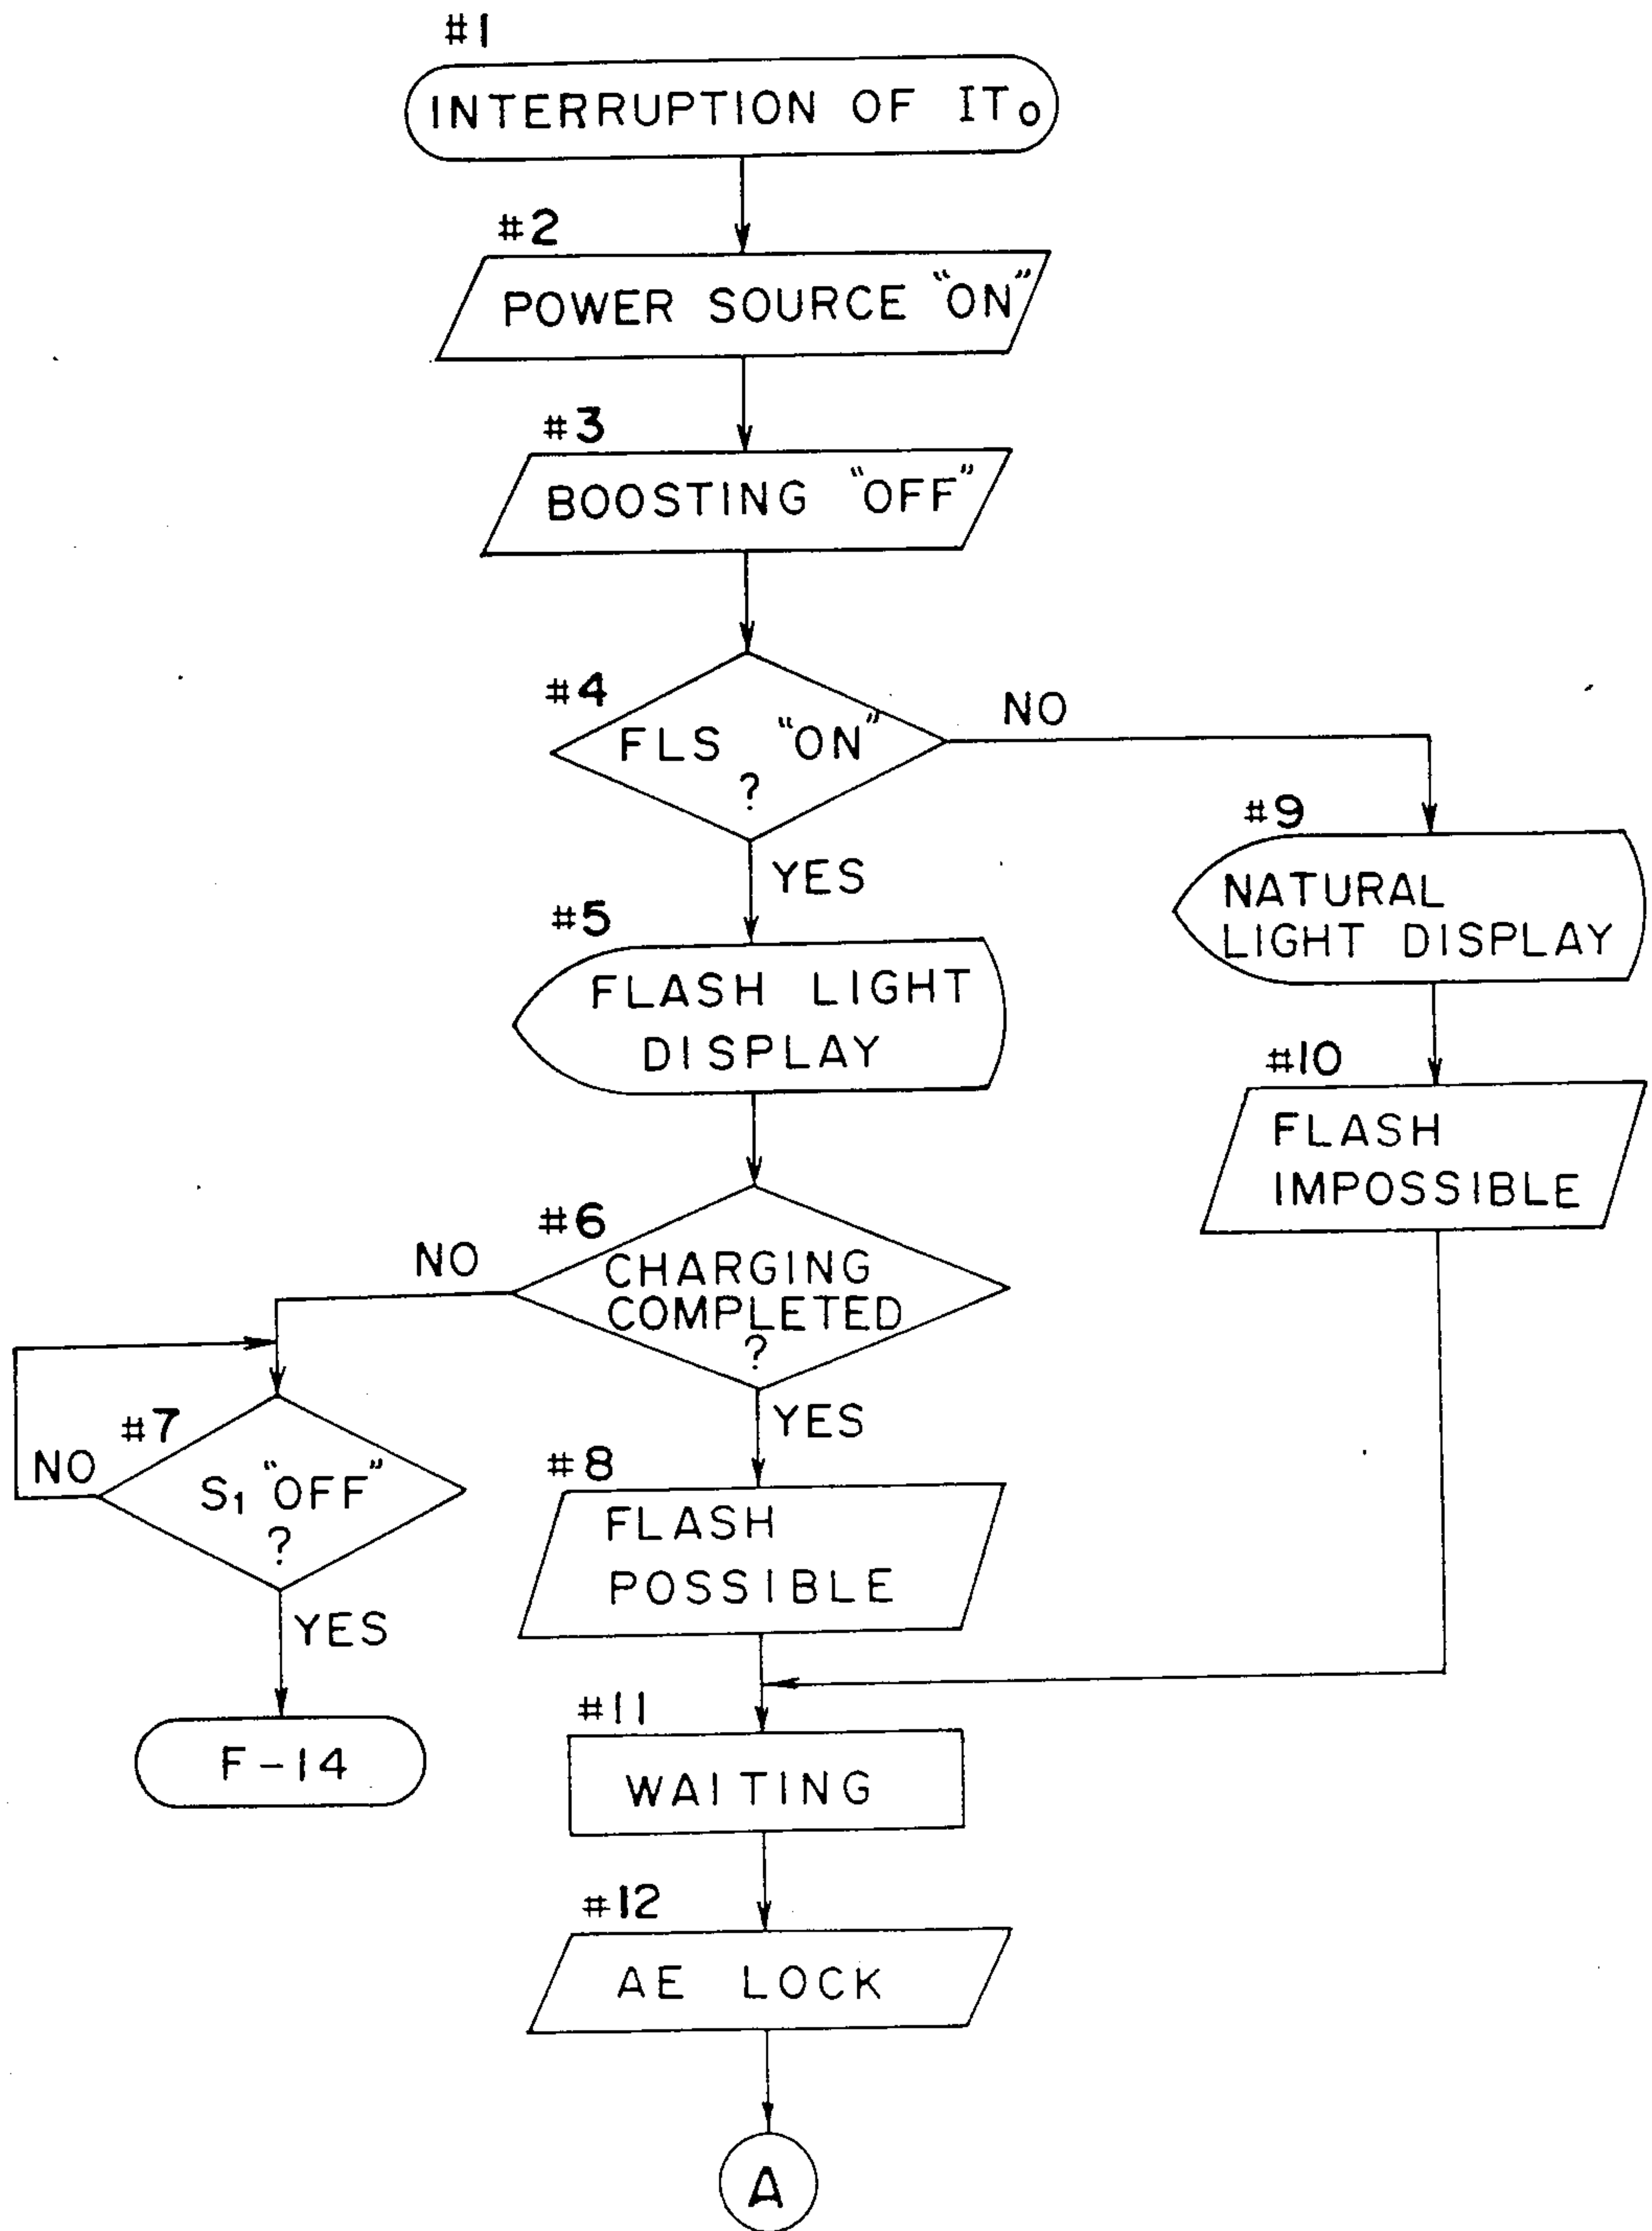 #1
INTERRUPTION OF IT₀
#2
POWER SOURCE "ON"
#3
BOOSTING "OFF"
#4
FLS "ON"
?
NO
YES
#5
FLASH LIGHT
DISPLAY
#9
NATURAL
LIGHT DISPLAY
#10
FLASH
IMPOSSIBLE
#6
CHARGING
COMPLETED
?
NO
YES
#7
S₁ "OFF"
?
NO
YES
F-14
#8
FLASH
POSSIBLE
#11
WAITING
#12
AE LOCK
A